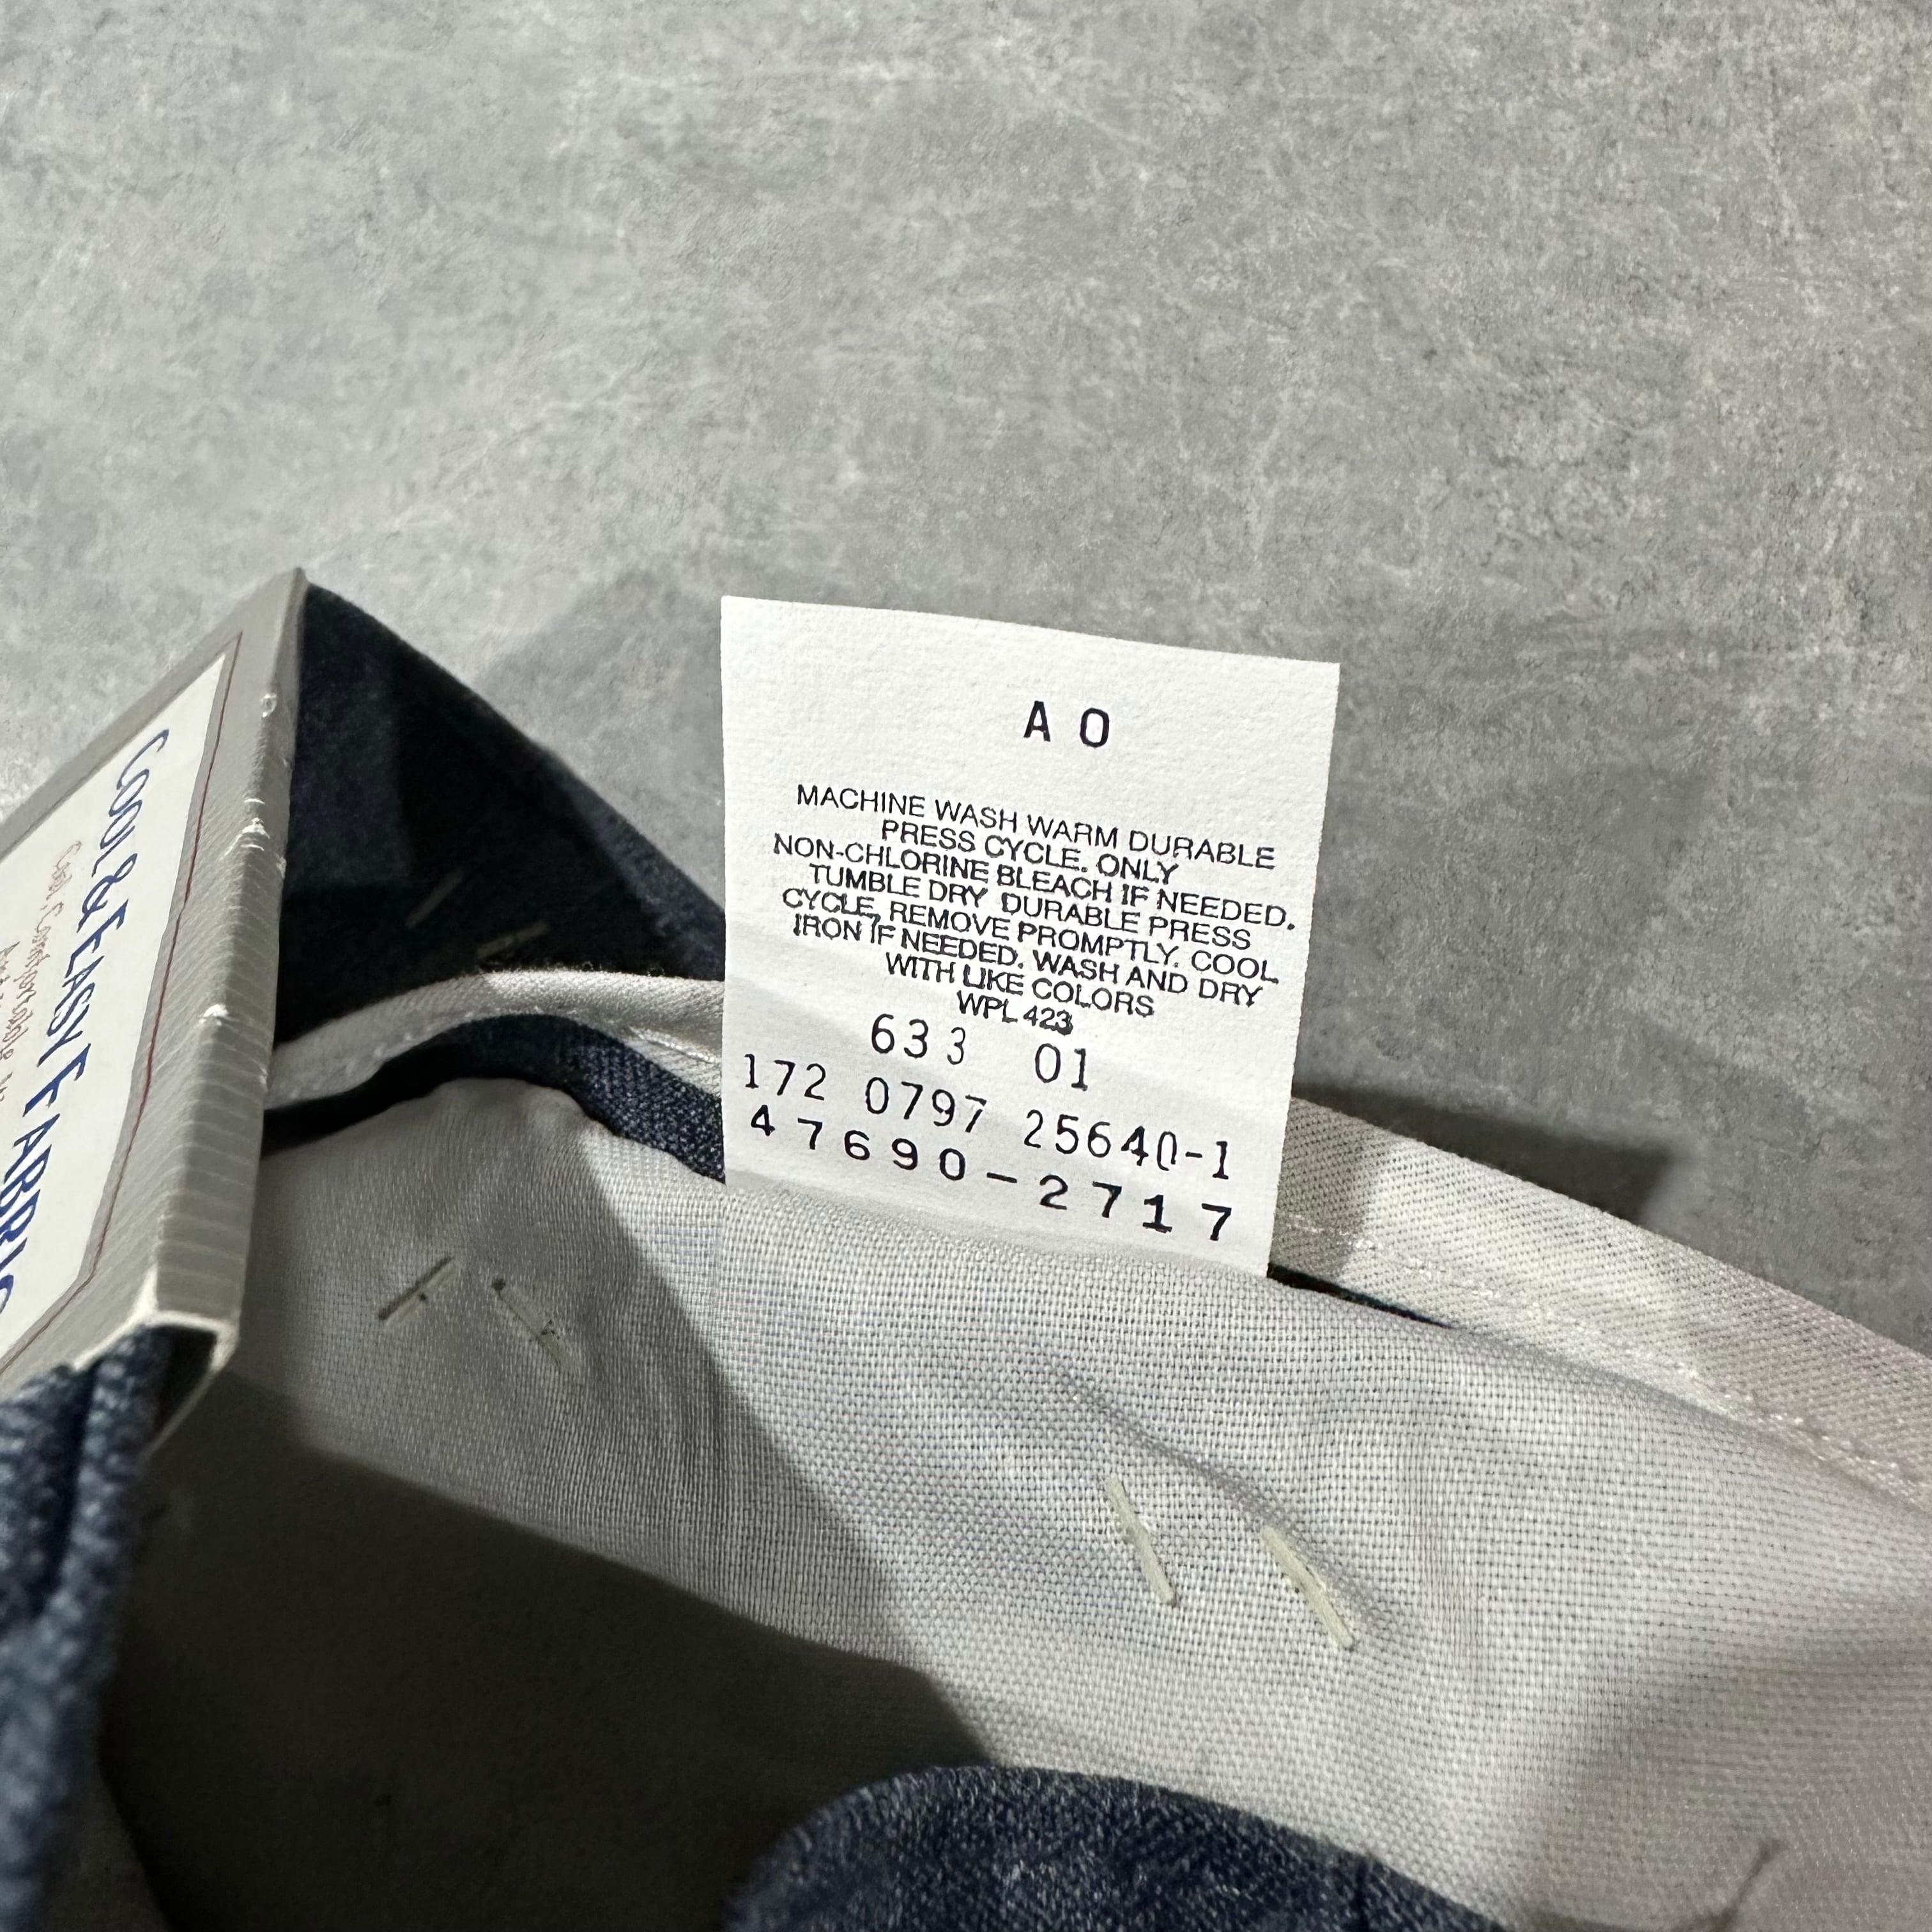 A O
MACHINE WASH WARM DURABLE
PRESS CYCLE. ONLY
NON-CHLORINE BLEACH IF NEEDED.
TUMBLE DRY DURABLE PRESS
CYCLE, REMOVE PROMPTLY. COOL
IRON IF NEEDED. WASH AND DRY
WITH LIKE COLORS
WPL 423
633 01
172 0797 25640-1
47690-2717
COOL & EASY FABRIC
Cool, Comfortable